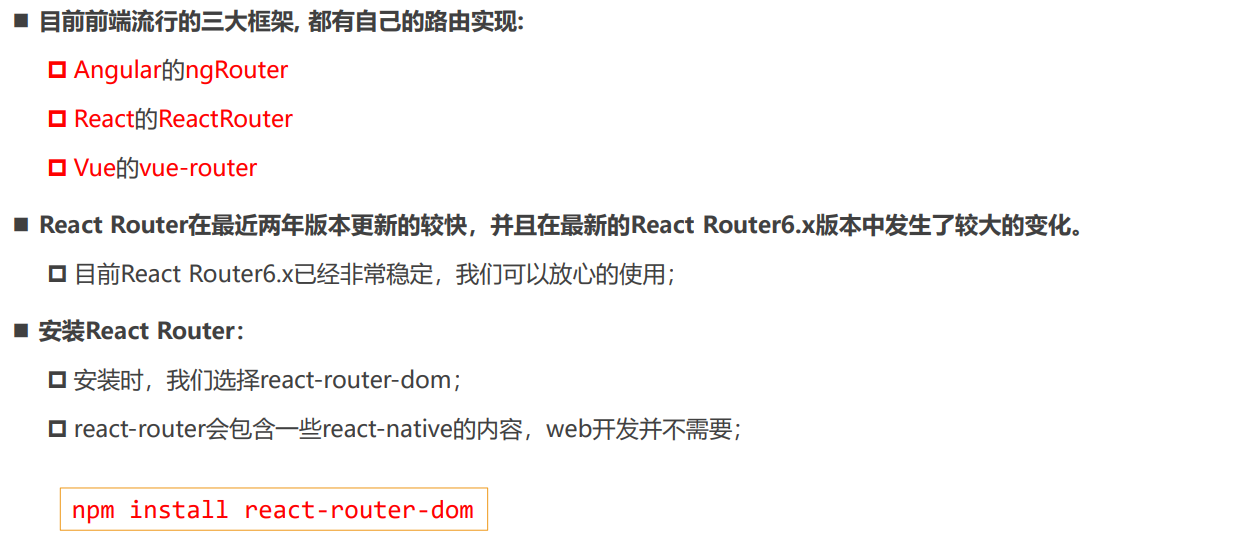 目前前端流行的三大框架, 都有自己的路由实现:
Angular的ngRouter
React的ReactRouter
Vue的vue-router
React Router在最近两年版本更新的较快，并且在最新的React Router6.x版本中发生了较大的变化。
目前React Router6.x已经非常稳定，我们可以放心的使用；
安装React Router：
安装时，我们选择react-router-dom；
react-router会包含一些react-native的内容，web开发并不需要；
npm install react-router-dom